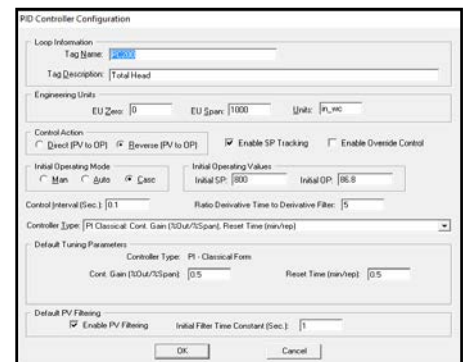 PID Controller Configuration
Loop Information
Tag Name: PC200
Tag Description: Total Head
Engineering Units
EU Zero: 0 EU Span: 1000 Units: in_wc
Control Action
Direct (PV to OP) Reverse (PV to OP) Enable SP Tracking Enable Override Control
Initial Operating Mode Initial Operating Values
Man Auto Casc Initial SP: 800 Initial OP: 86.8
Control Interval (Sec.): 0.1 Ratio Derivative Time to Derivative Filter: 5
Controller Type: PI Classical: Cont. Gain (%Out/%Span), Reset Time (min/rep)
Default Tuning Parameters
Controller Type: PI - Classical Form
Cont. Gain (%Out/%Span): 0.5 Reset Time (min/rep): 0.5
Default PV Filtering
Enable PV Filtering Initial Filter Time Constant (Sec.): 1
OK Cancel